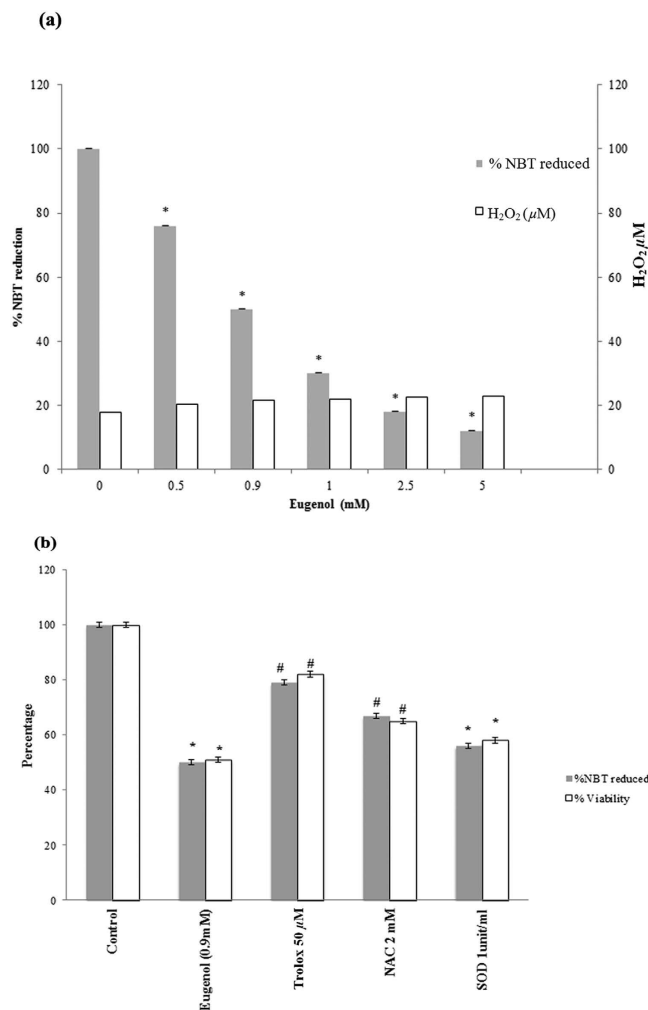 (a)
120
100
80
60
40
20
0
% NBT reduction
120
100
80
60
40
20
0
H₂O₂ µM
% NBT reduced
H₂O₂ (µM)
*
*
*
*
*
0 0.5 0.9 1 2.5 5
Eugenol (mM)
(b)
120
100
80
60
40
20
0
Percentage
* *
# #
# #
* *
%NBT reduced
% Viability
Control
Eugenol (0.9mM)
Trolox 50 µM
NAC 2 mM
SOD 1unit/ml